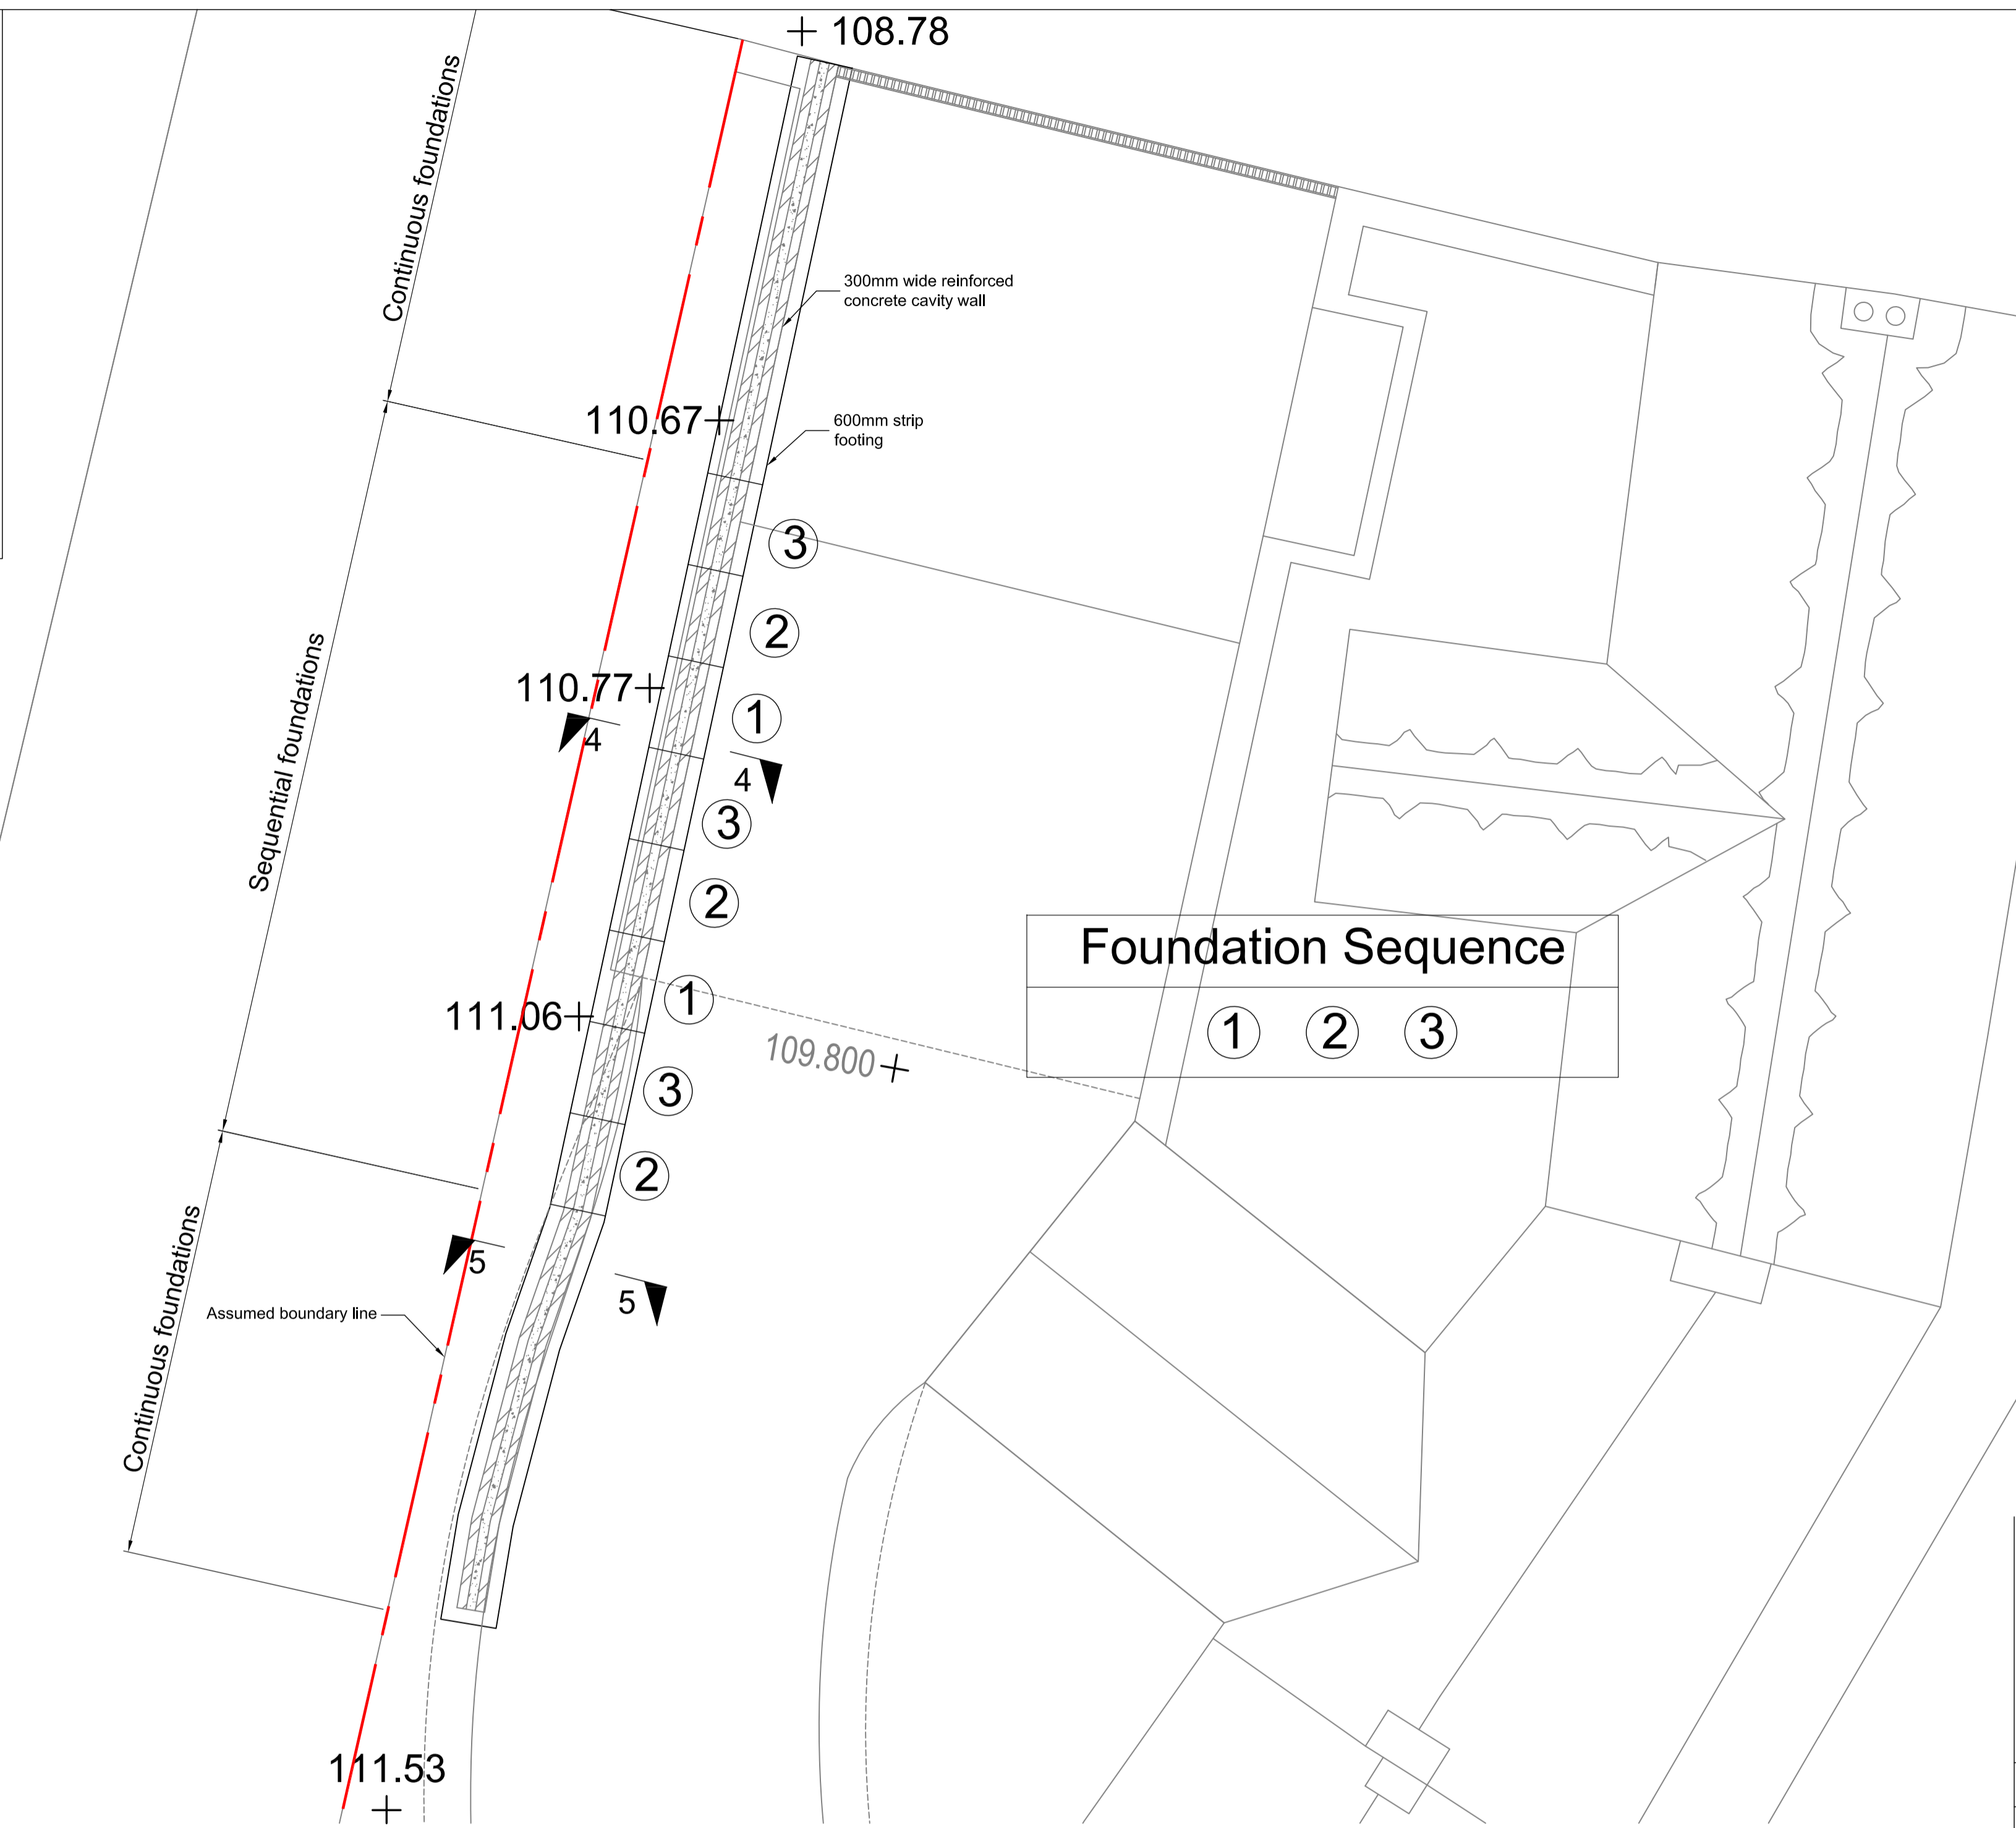 108.78
Continuous foundations
300mm wide reinforced
concrete cavity wall
110.67
600mm strip
footing
3
2
110.77
1
4
4
Sequential foundations
3
2
Foundation Sequence
1 2 3
1
111.06
109.800
3
2
5
5
Assumed boundary line
Continuous foundations
111.53